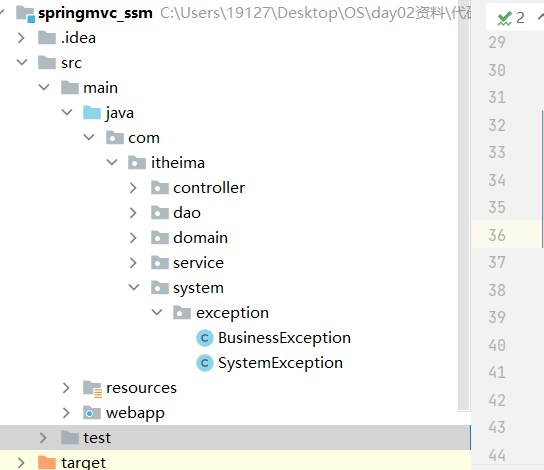 springmvc_ssm C:\Users\19127\Desktop\OS\day02资料\代码
.idea
src
main
java
com
itheima
controller
dao
domain
service
system
exception
C BusinessException
C SystemException
resources
webapp
test
target
2
29
30
31
32
33
34
35
36
37
38
39
40
41
42
43
44